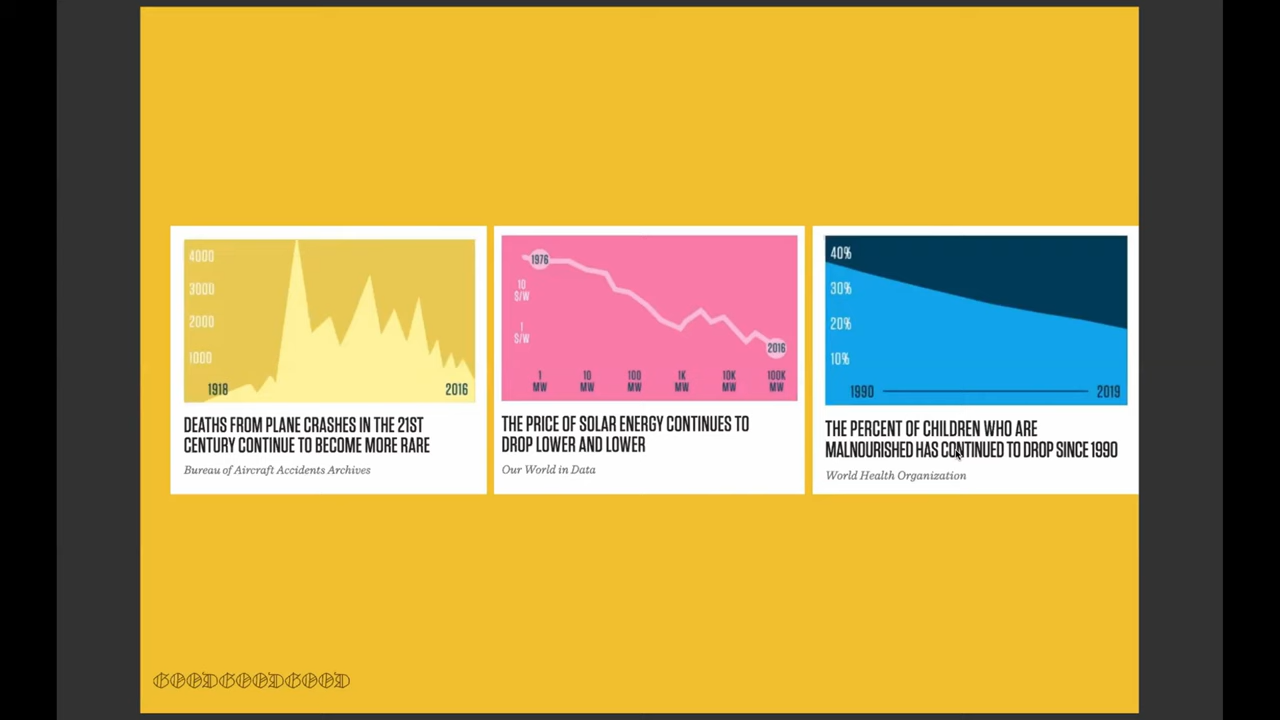 4000
3000
2000
1000
1918
2016
DEATHS FROM PLANE CRASHES IN THE 21ST
CENTURY CONTINUE TO BECOME MORE RARE
Bureau of Aircraft Accidents Archives
1976
10
$/W
1
$/W
2016
1 MW
10 MW
100 MW
1K MW
10K MW
100K MW
THE PRICE OF SOLAR ENERGY CONTINUES TO
DROP LOWER AND LOWER
Our World in Data
40%
30%
20%
10%
1990
2019
THE PERCENT OF CHILDREN WHO ARE
MALNOURISHED HAS CONTINUED TO DROP SINCE 1990
World Health Organization
GOODGOODGOOD